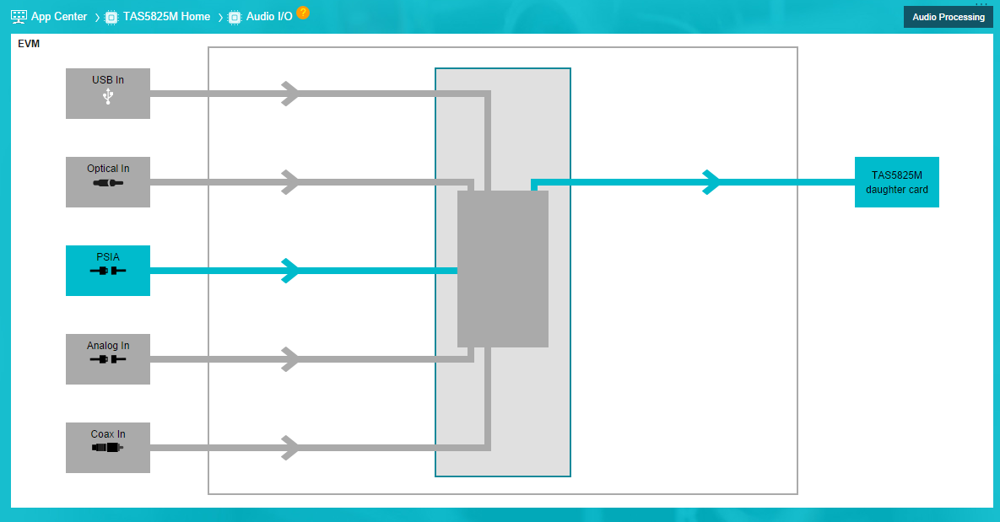 App Center > TAS5825M Home > Audio I/O ?
...
Audio Processing
EVM
USB In
Optical In
TAS5825M
daughter card
PSIA
Analog In
Coax In